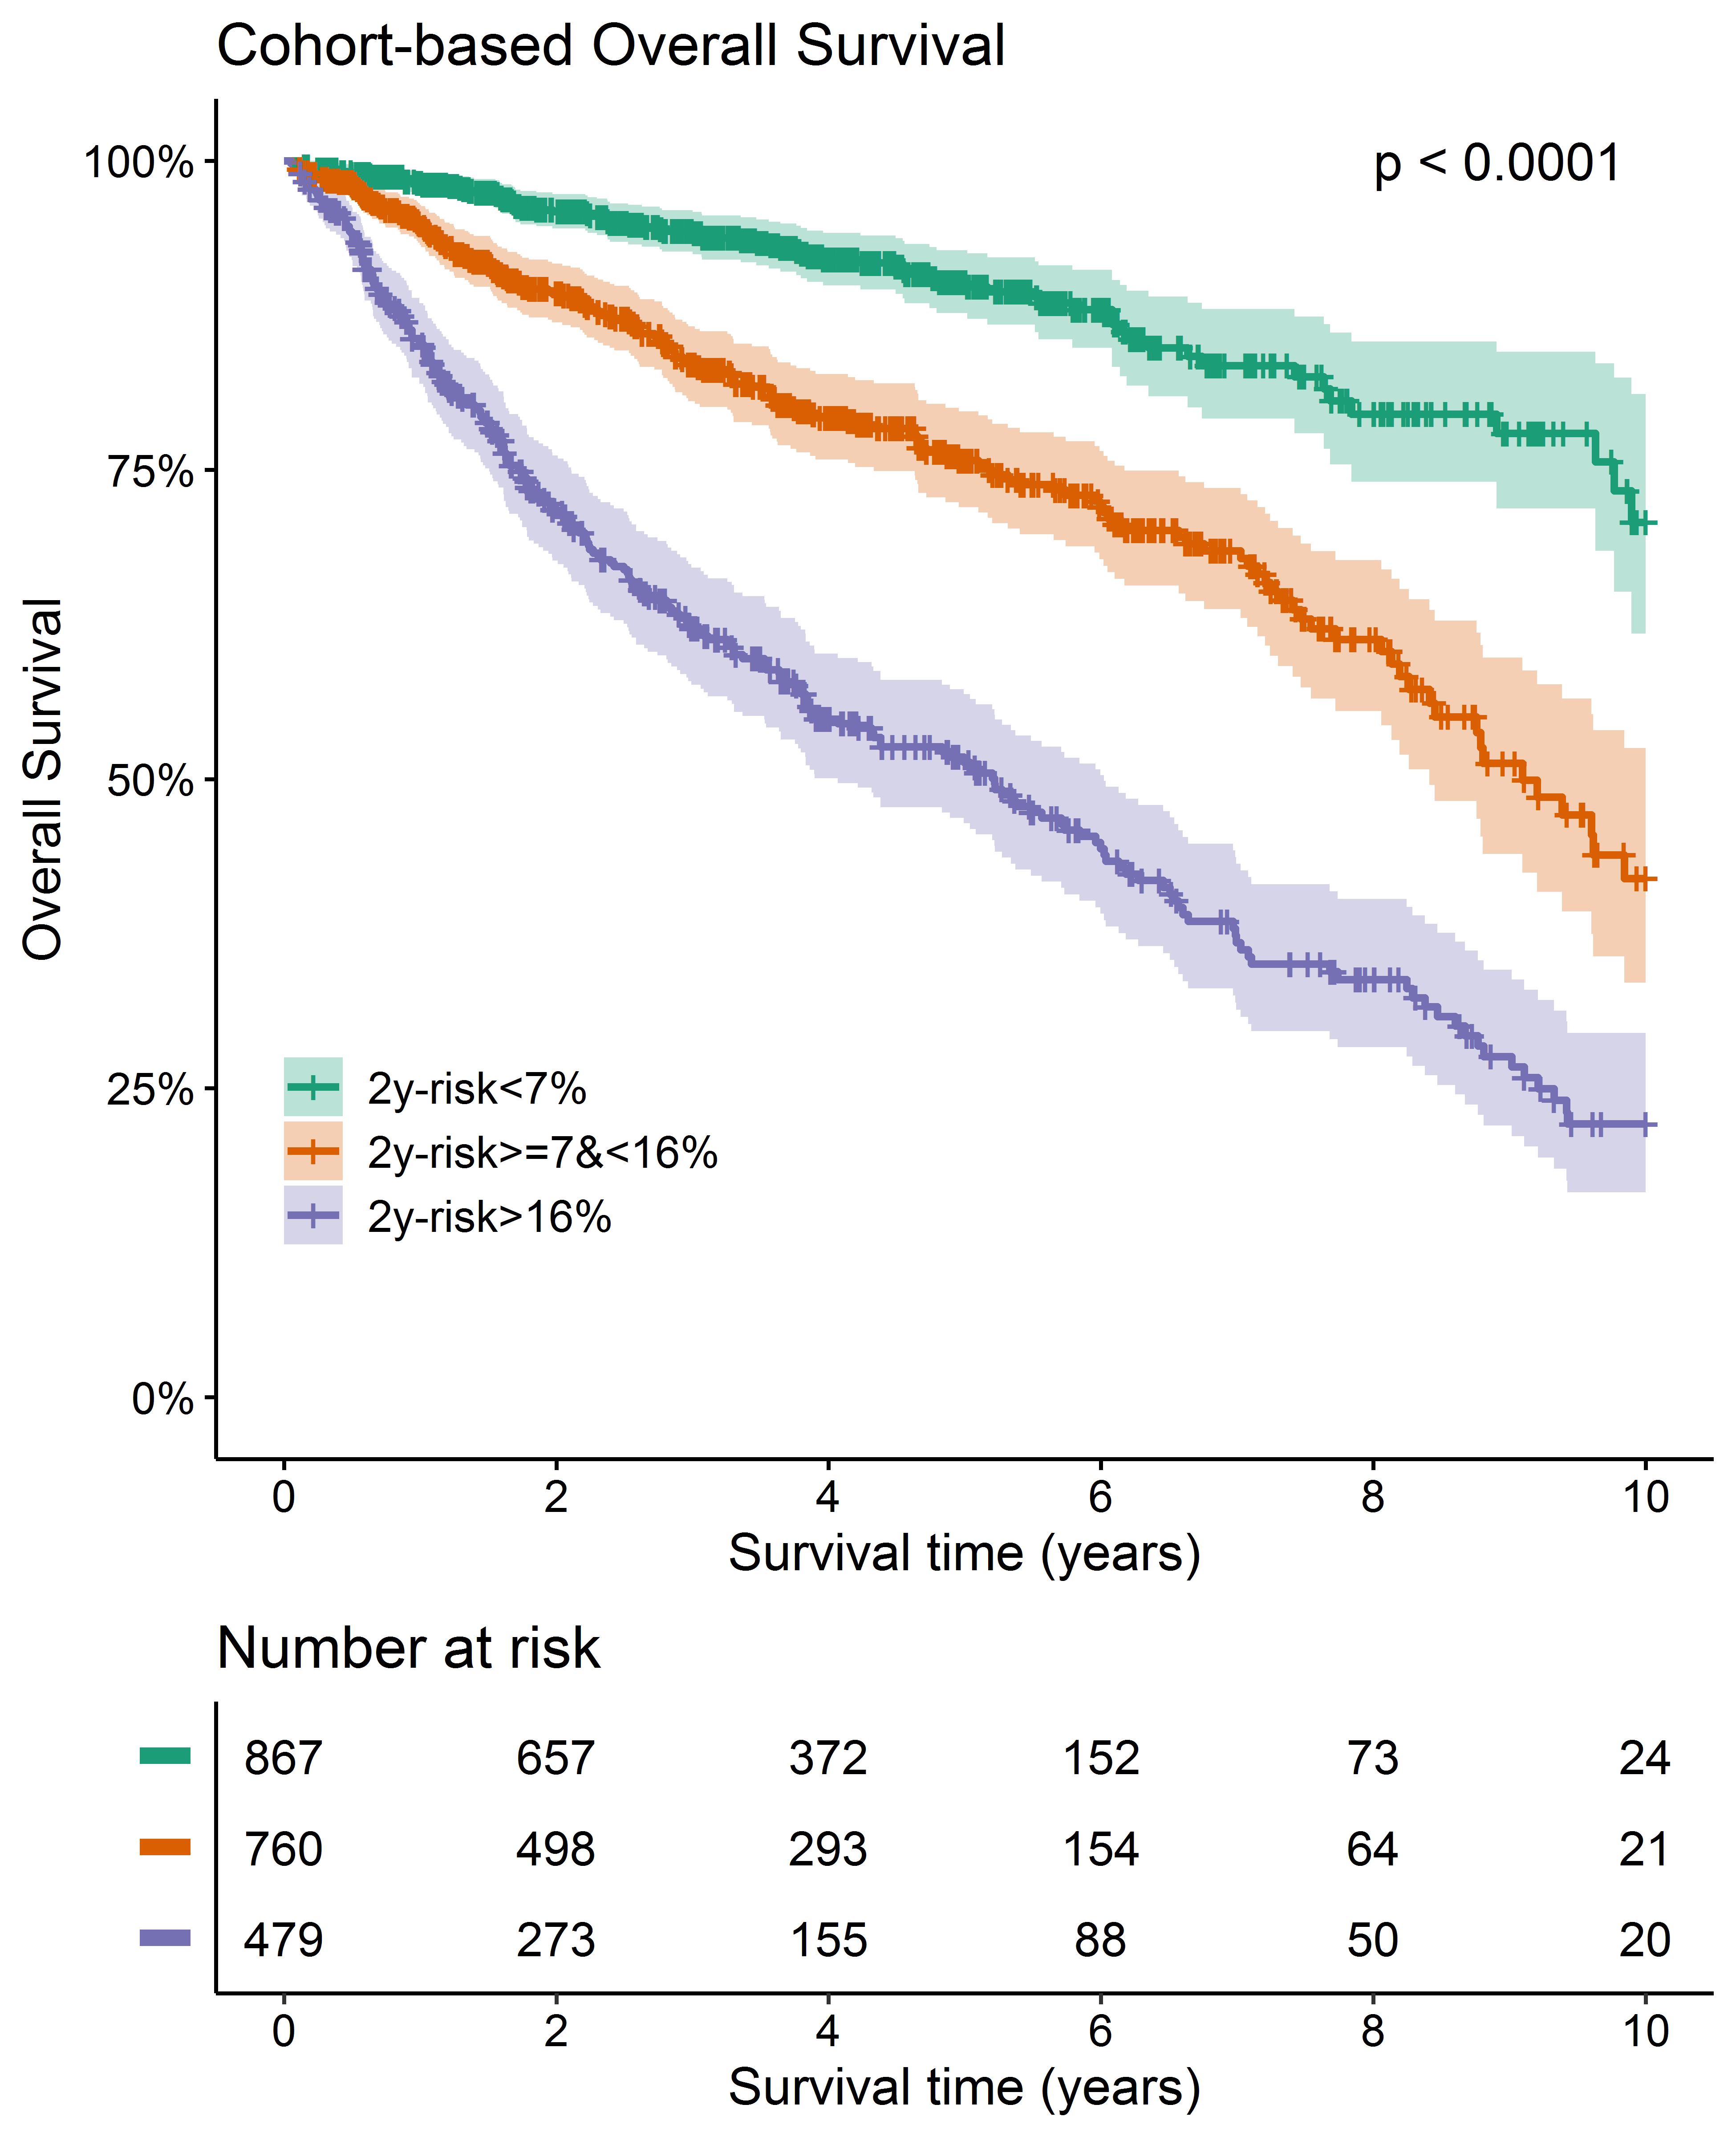 Cohort-based Overall Survival
p < 0.0001
100%
75%
50%
25%
0%
Overall Survival
2y-risk<7%
2y-risk>=7&<16%
2y-risk>16%
0 2 4 6 8 10
Survival time (years)
Number at risk
867 657 372 152 73 24
760 498 293 154 64 21
479 273 155 88 50 20
0 2 4 6 8 10
Survival time (years)